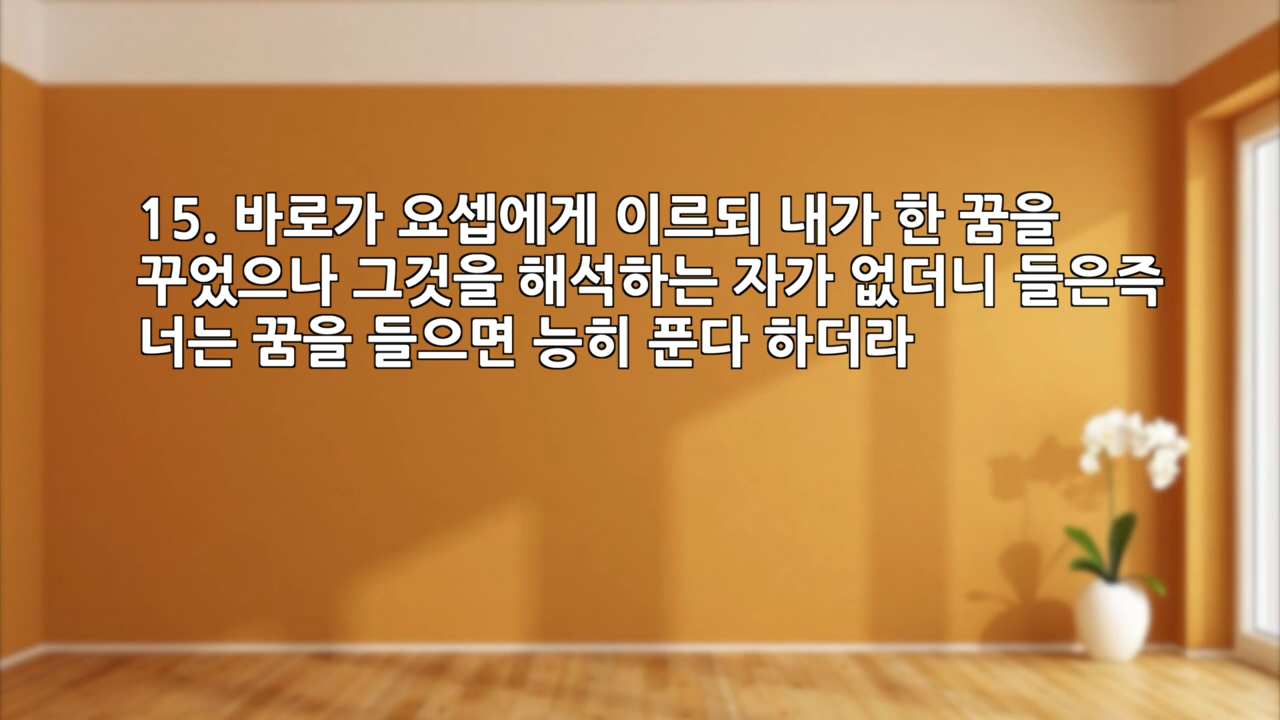 15. 바로가 요셉에게 이르되 내가 한 꿈을
꾸었으나 그것을 해석하는 자가 없더니 들은즉
너는 꿈을 들으면 능히 푼다 하더라